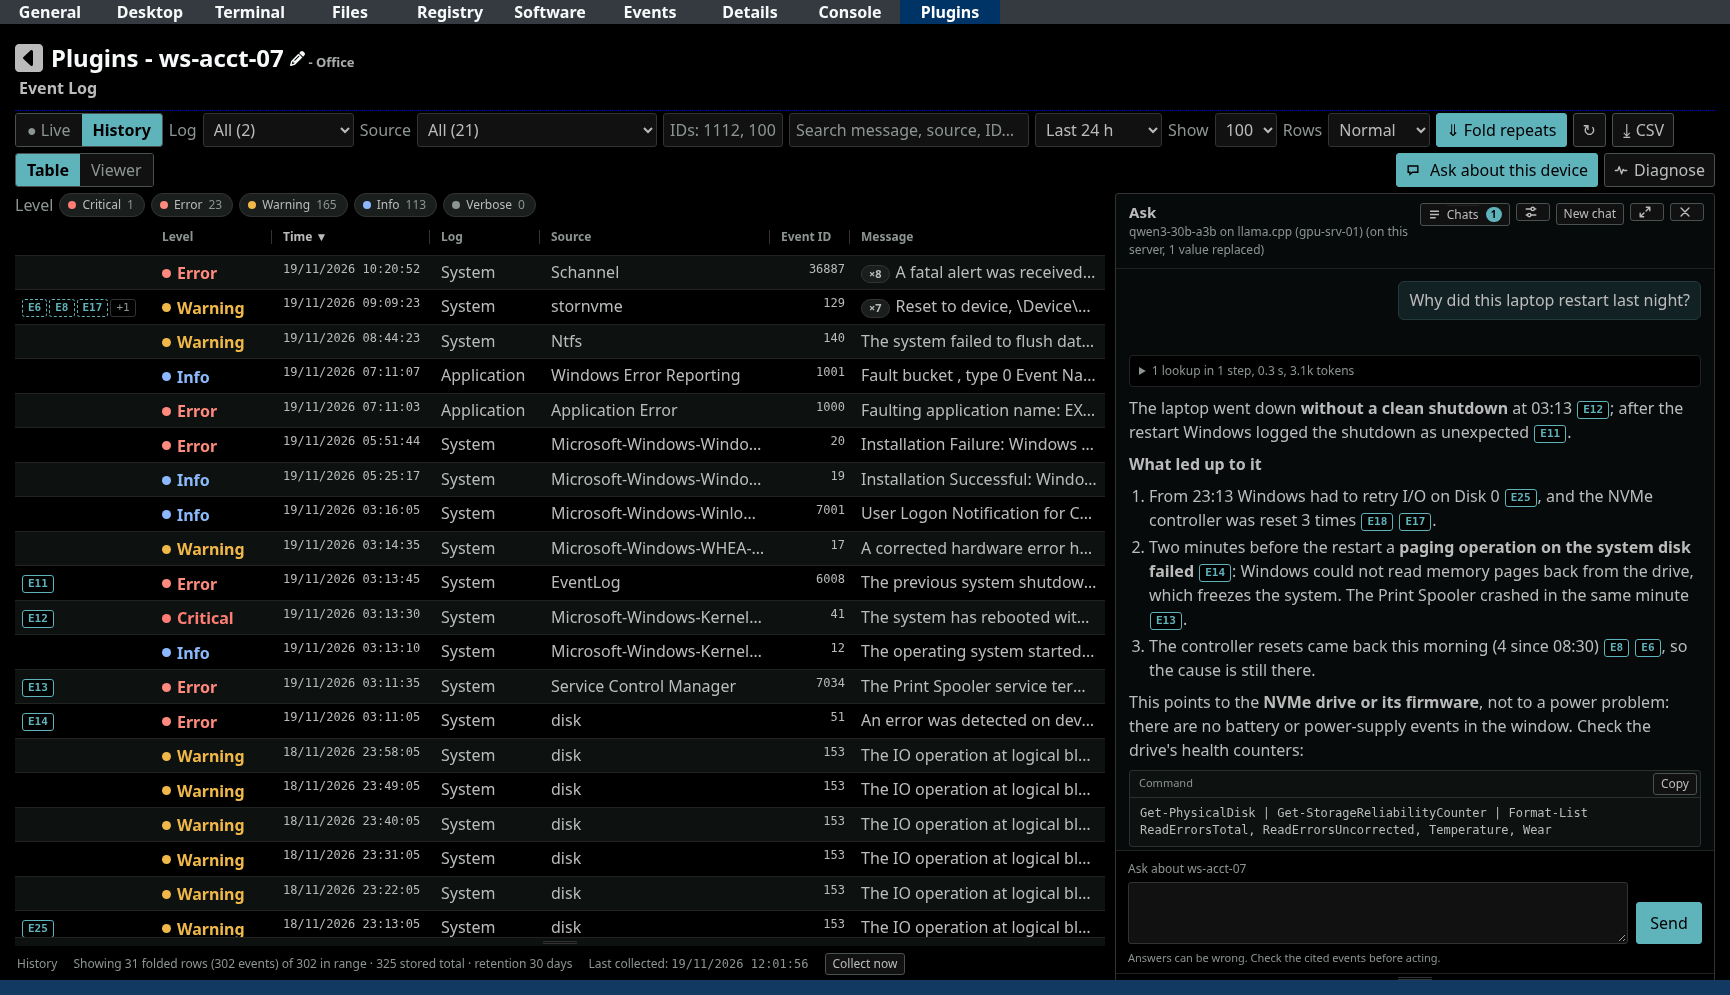 General Desktop Terminal Files Registry Software Events Details Console Plugins
Plugins - ws-acct-07 - Office
Event Log
● Live History Log All (2) Source All (21) IDs: 1112, 100 Search message, source, ID... Last 24 h Show 100 Rows Normal ⇓ Fold repeats ↻ ⤓ CSV
Table Viewer Ask about this device Diagnose
Level Critical 1 Error 23 Warning 165 Info 113 Verbose 0
Level Time ▼ Log Source Event ID Message
Error 19/11/2026 10:20:52 System Schannel 36887 ×8 A fatal alert was received...
E6 E8 E17 +1 Warning 19/11/2026 09:09:23 System stornvme 129 ×7 Reset to device, \Device\...
Warning 19/11/2026 08:44:23 System Ntfs 140 The system failed to flush dat...
Info 19/11/2026 07:11:07 Application Windows Error Reporting 1001 Fault bucket , type 0 Event Na...
Error 19/11/2026 07:11:03 Application Application Error 1000 Faulting application name: EX...
Error 19/11/2026 05:51:44 System Microsoft-Windows-Windo... 20 Installation Failure: Windows ...
Info 19/11/2026 05:25:17 System Microsoft-Windows-Windo... 19 Installation Successful: Windo...
Info 19/11/2026 03:16:05 System Microsoft-Windows-Winlo... 7001 User Logon Notification for C...
Warning 19/11/2026 03:14:35 System Microsoft-Windows-WHEA-... 17 A corrected hardware error h...
E11 Error 19/11/2026 03:13:45 System EventLog 6008 The previous system shutdow...
E12 Critical 19/11/2026 03:13:30 System Microsoft-Windows-Kernel... 41 The system has rebooted wit...
Info 19/11/2026 03:13:10 System Microsoft-Windows-Kernel... 12 The operating system started...
E13 Error 19/11/2026 03:11:35 System Service Control Manager 7034 The Print Spooler service ter...
E14 Error 19/11/2026 03:11:05 System disk 51 An error was detected on dev...
Warning 18/11/2026 23:58:05 System disk 153 The IO operation at logical bl...
Warning 18/11/2026 23:49:05 System disk 153 The IO operation at logical bl...
Warning 18/11/2026 23:40:05 System disk 153 The IO operation at logical bl...
Warning 18/11/2026 23:31:05 System disk 153 The IO operation at logical bl...
Warning 18/11/2026 23:22:05 System disk 153 The IO operation at logical bl...
E25 Warning 18/11/2026 23:13:05 System disk 153 The IO operation at logical bl...
History Showing 31 folded rows (302 events) of 302 in range · 325 stored total · retention 30 days Last collected: 19/11/2026 12:01:56 Collect now
Ask Chats 1 New chat
qwen3-30b-a3b on llama.cpp (gpu-srv-01) (on this
server, 1 value replaced)
Why did this laptop restart last night?
▶ 1 lookup in 1 step, 0.3 s, 3.1k tokens
The laptop went down without a clean shutdown at 03:13 E12; after the
restart Windows logged the shutdown as unexpected E11.
What led up to it
1. From 23:13 Windows had to retry I/O on Disk 0 E25, and the NVMe
controller was reset 3 times E18 E17.
2. Two minutes before the restart a paging operation on the system disk
failed E14: Windows could not read memory pages back from the drive,
which freezes the system. The Print Spooler crashed in the same minute
E13.
3. The controller resets came back this morning (4 since 08:30) E8 E6, so
the cause is still there.
This points to the NVMe drive or its firmware, not to a power problem:
there are no battery or power-supply events in the window. Check the
drive's health counters:
Command Copy
Get-PhysicalDisk | Get-StorageReliabilityCounter | Format-List
ReadErrorsTotal, ReadErrorsUncorrected, Temperature, Wear
Ask about ws-acct-07
Send
Answers can be wrong. Check the cited events before acting.